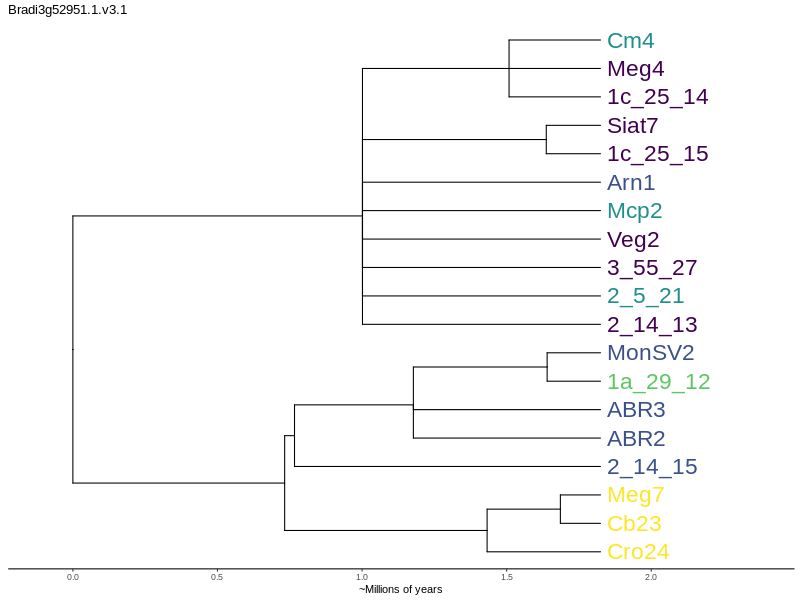 Bradi3g52951.1.v3.1
Cm4
Meg4
1c_25_14
Siat7
1c_25_15
Arn1
Mcp2
Veg2
3_55_27
2_5_21
2_14_13
MonSV2
1a_29_12
ABR3
ABR2
2_14_15
Meg7
Cb23
Cro24
0.0 0.5 1.0 1.5 2.0
~Millions of years